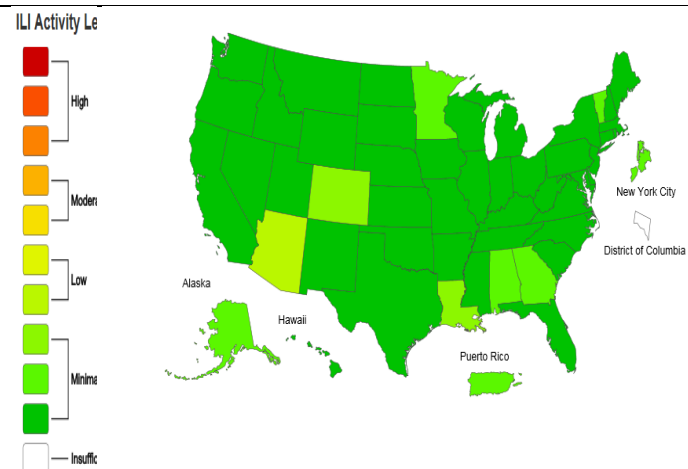 ILI Activity Le
High
Modera
Low
Minima
Insuffic
Alaska
Hawaii
Puerto Rico
New York City
District of Columbia